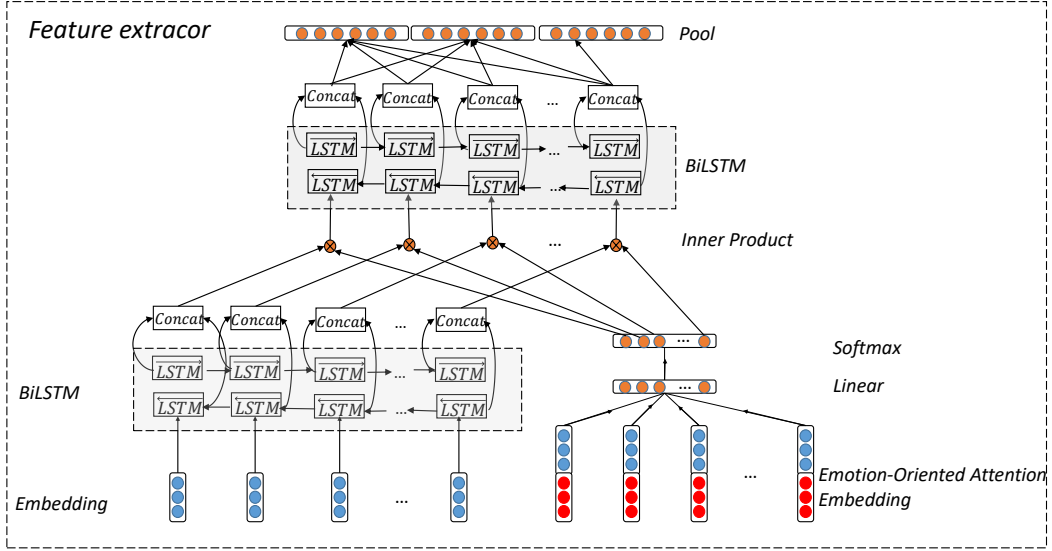 Feature extracor
Pool
Concat Concat Concat ... Concat
LSTM LSTM LSTM ... LSTM
BiLSTM
LSTM LSTM LSTM ... LSTM
Inner Product
...
Concat Concat Concat ... Concat
...
Softmax
LSTM LSTM LSTM ... LSTM
BiLSTM
...
Linear
LSTM LSTM LSTM ... LSTM
Emotion-Oriented Attention
Embedding
...
Embedding
...